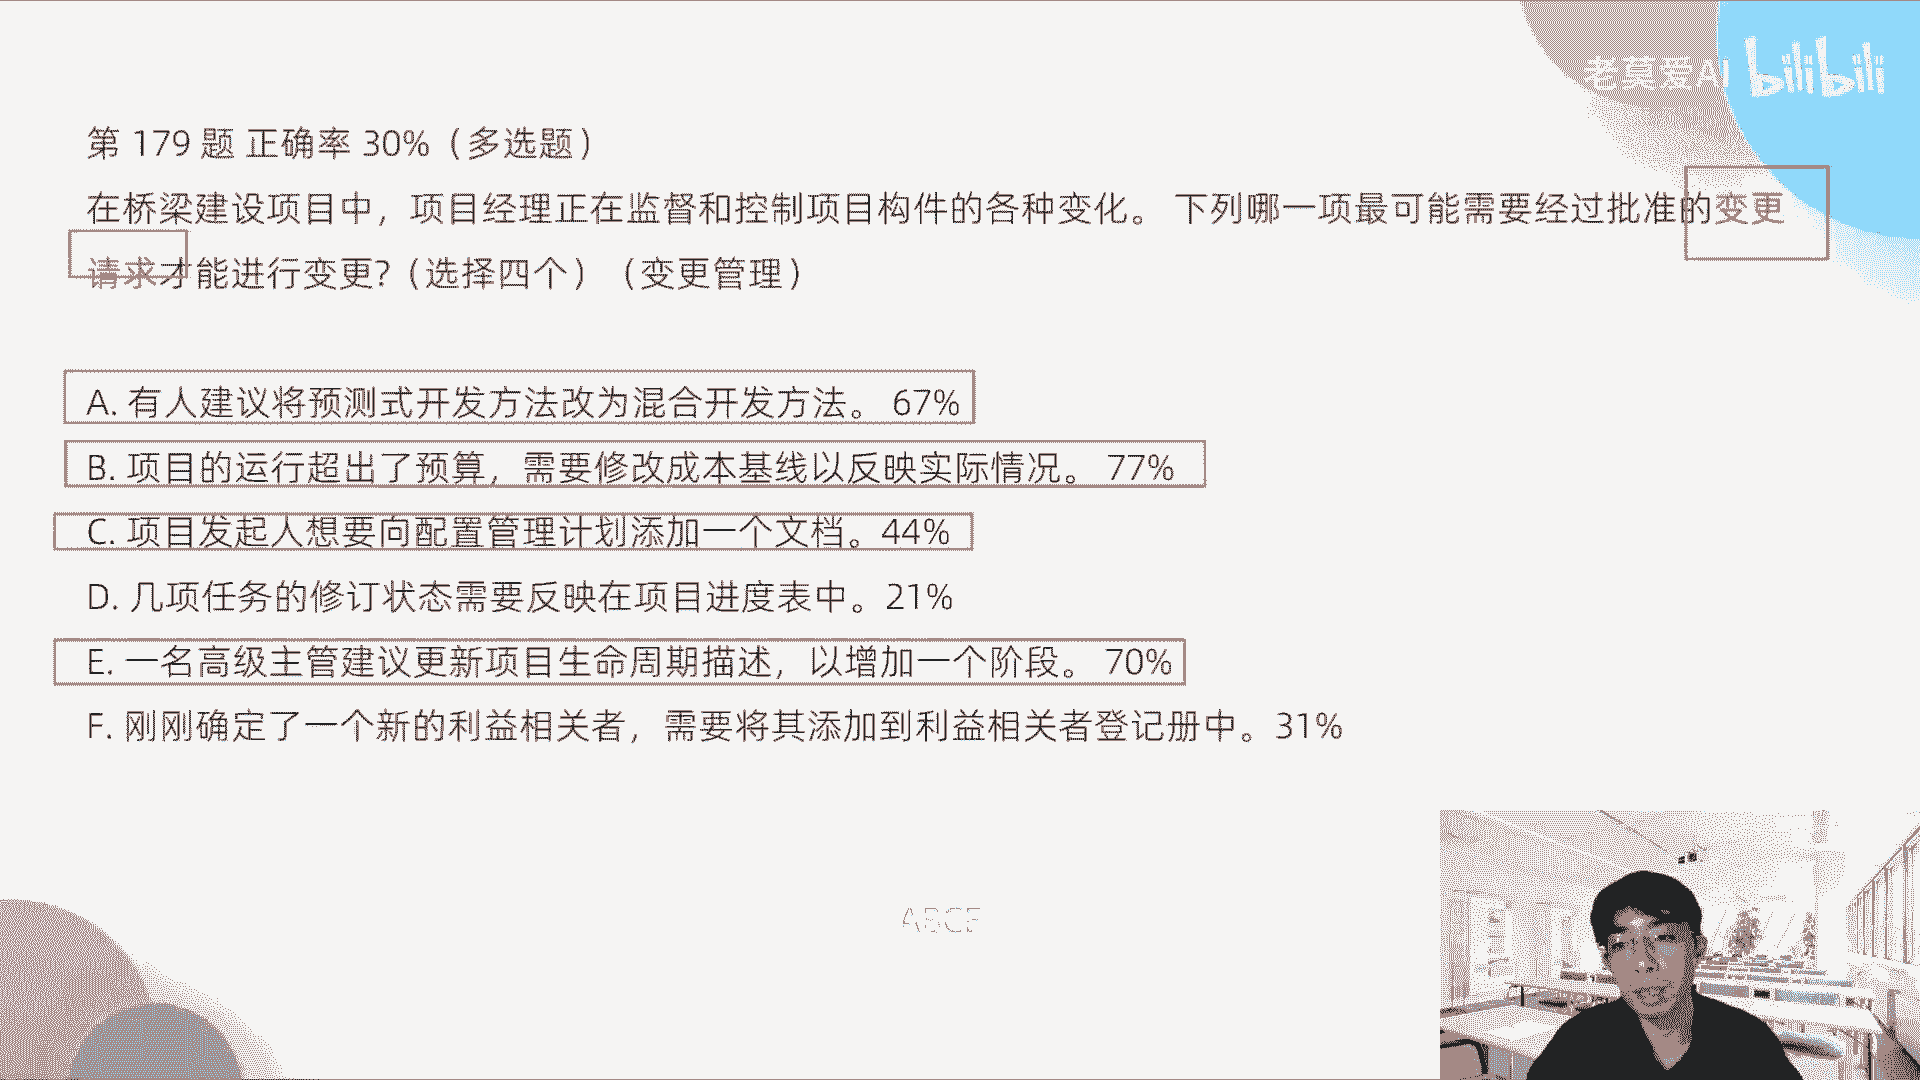 老莫爱AI bilibili
第 179 题 正确率 30%（多选题）
在桥梁建设项目中，项目经理正在监督和控制项目构件的各种变化。 下列哪一项最可能需要经过批准的变更
请求才能进行变更?（选择四个）（变更管理）
A. 有人建议将预测式开发方法改为混合开发方法。 67%
B. 项目的运行超出了预算，需要修改成本基线以反映实际情况。 77%
C. 项目发起人想要向配置管理计划添加一个文档。44%
D. 几项任务的修订状态需要反映在项目进度表中。21%
E. 一名高级主管建议更新项目生命周期描述，以增加一个阶段。 70%
F. 刚刚确定了一个新的利益相关者，需要将其添加到利益相关者登记册中。31%
ABCE